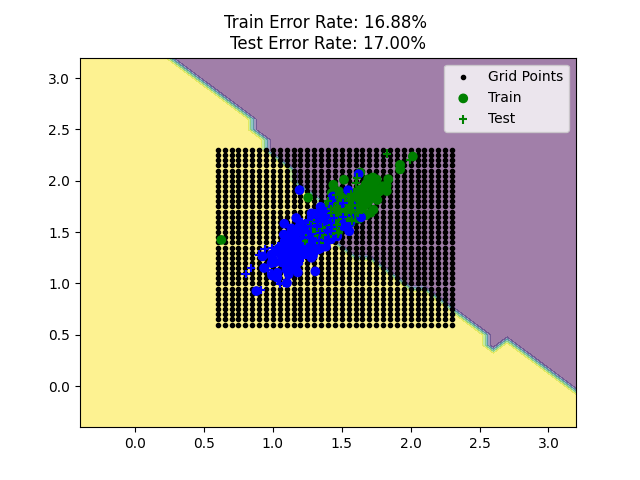 Train Error Rate: 16.88%
Test Error Rate: 17.00%
Grid Points
Train
Test
3.0
2.5
2.0
1.5
1.0
0.5
0.0
0.0 0.5 1.0 1.5 2.0 2.5 3.0